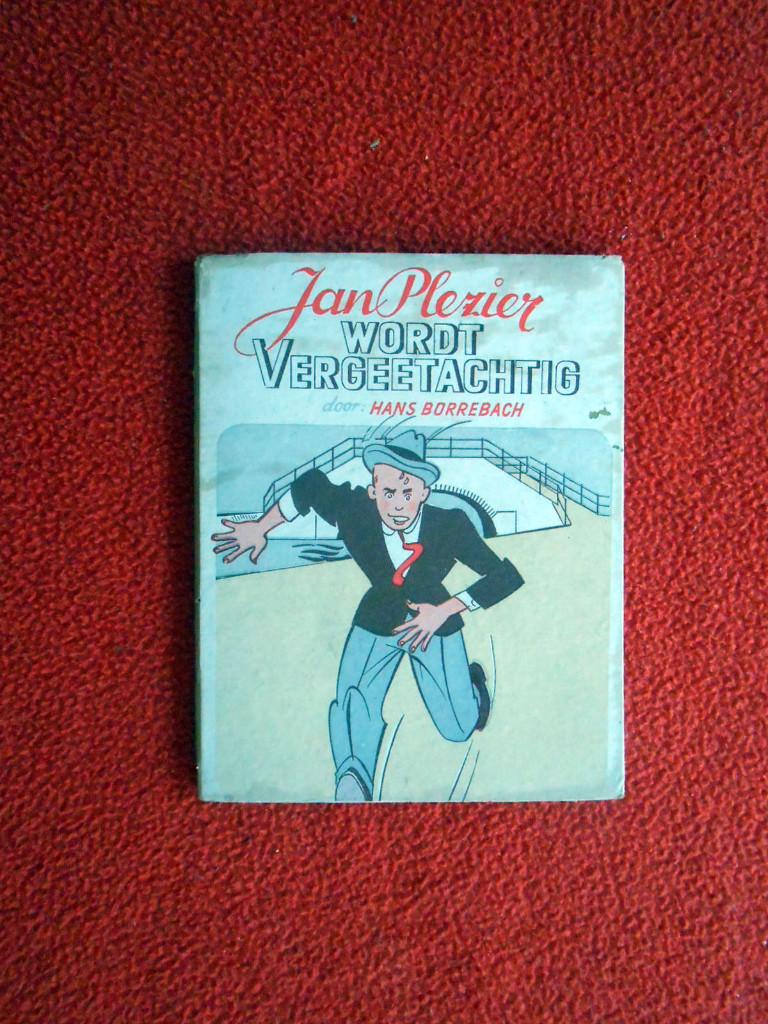 Jan Plezier
WORDT
VERGEETACHTIG
door: HANS BORREBACH